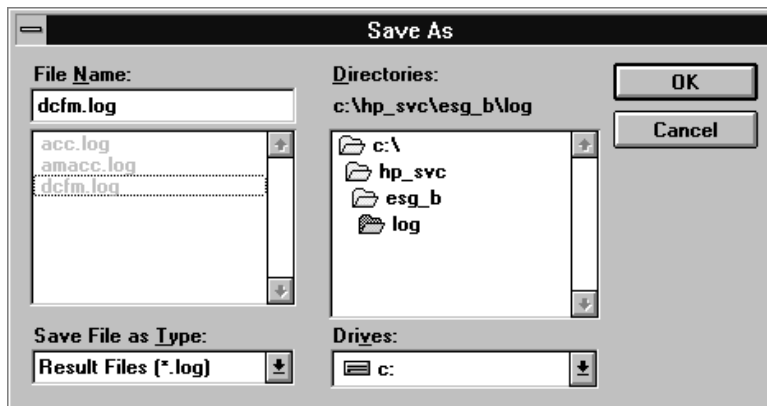 Save As
File Name:
dcfm.log
acc.log
amacc.log
dcfm.log
Save File as Type:
Result Files (*.log)
Directories:
c:\hp_svc\esg_b\log
c:\
hp_svc
esg_b
log
Drives:
c:
OK
Cancel